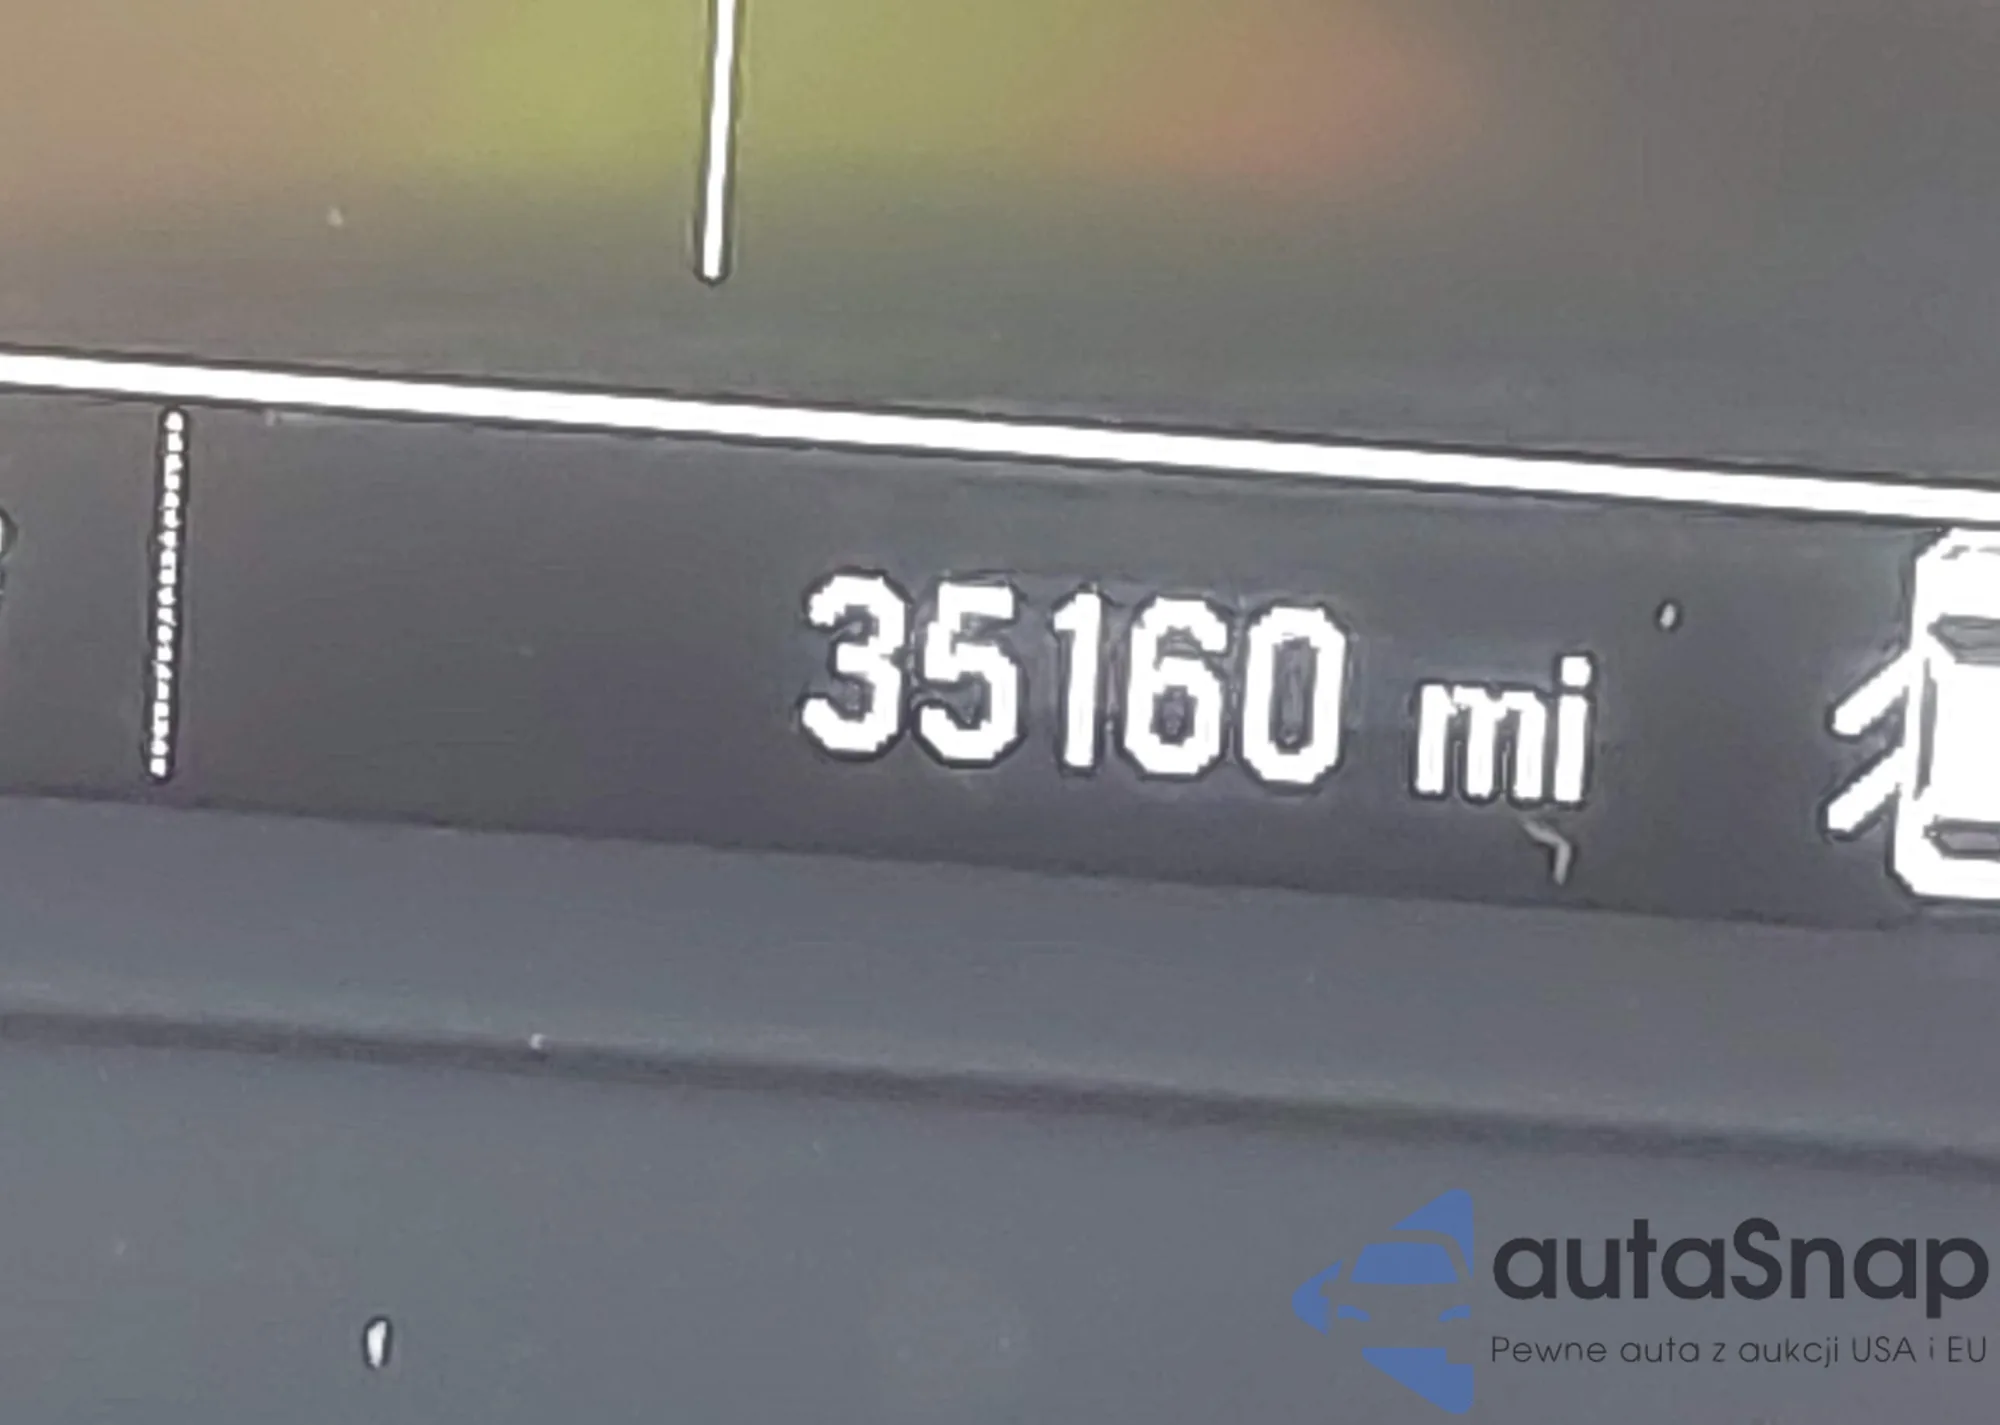 35160 mi
autaSnap
Pewne auta z aukcji USA i EU